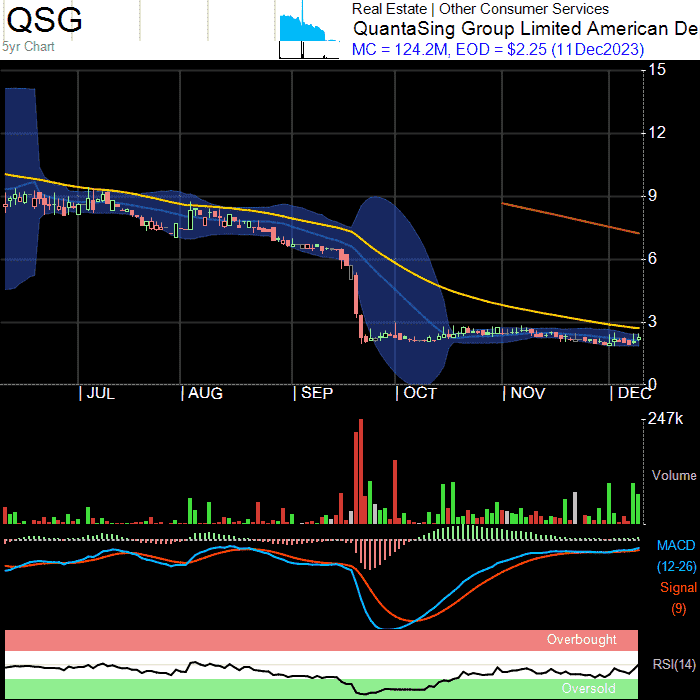 QSG
5yr Chart
Real Estate | Other Consumer Services
QuantaSing Group Limited American De
MC = 124.2M, EOD = $2.25 (11Dec2023)
15
12
9
6
3
0
| JUL | AUG | SEP | OCT | NOV | DEC
247k
Volume
MACD
(12-26)
Signal
(9)
Overbought
RSI(14)
Oversold